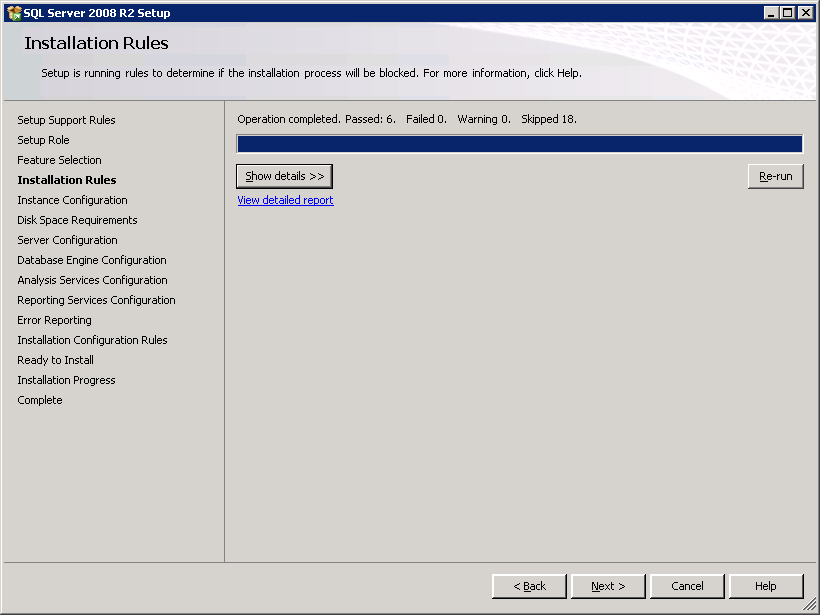 SQL Server 2008 R2 Setup
Installation Rules
Setup is running rules to determine if the installation process will be blocked. For more information, click Help.
Setup Support Rules
Setup Role
Feature Selection
Installation Rules
Instance Configuration
Disk Space Requirements
Server Configuration
Database Engine Configuration
Analysis Services Configuration
Reporting Services Configuration
Error Reporting
Installation Configuration Rules
Ready to Install
Installation Progress
Complete
Operation completed. Passed: 6.   Failed 0.   Warning 0.   Skipped 18.
Show details >>
Re-run
View detailed report
< Back
Next >
Cancel
Help